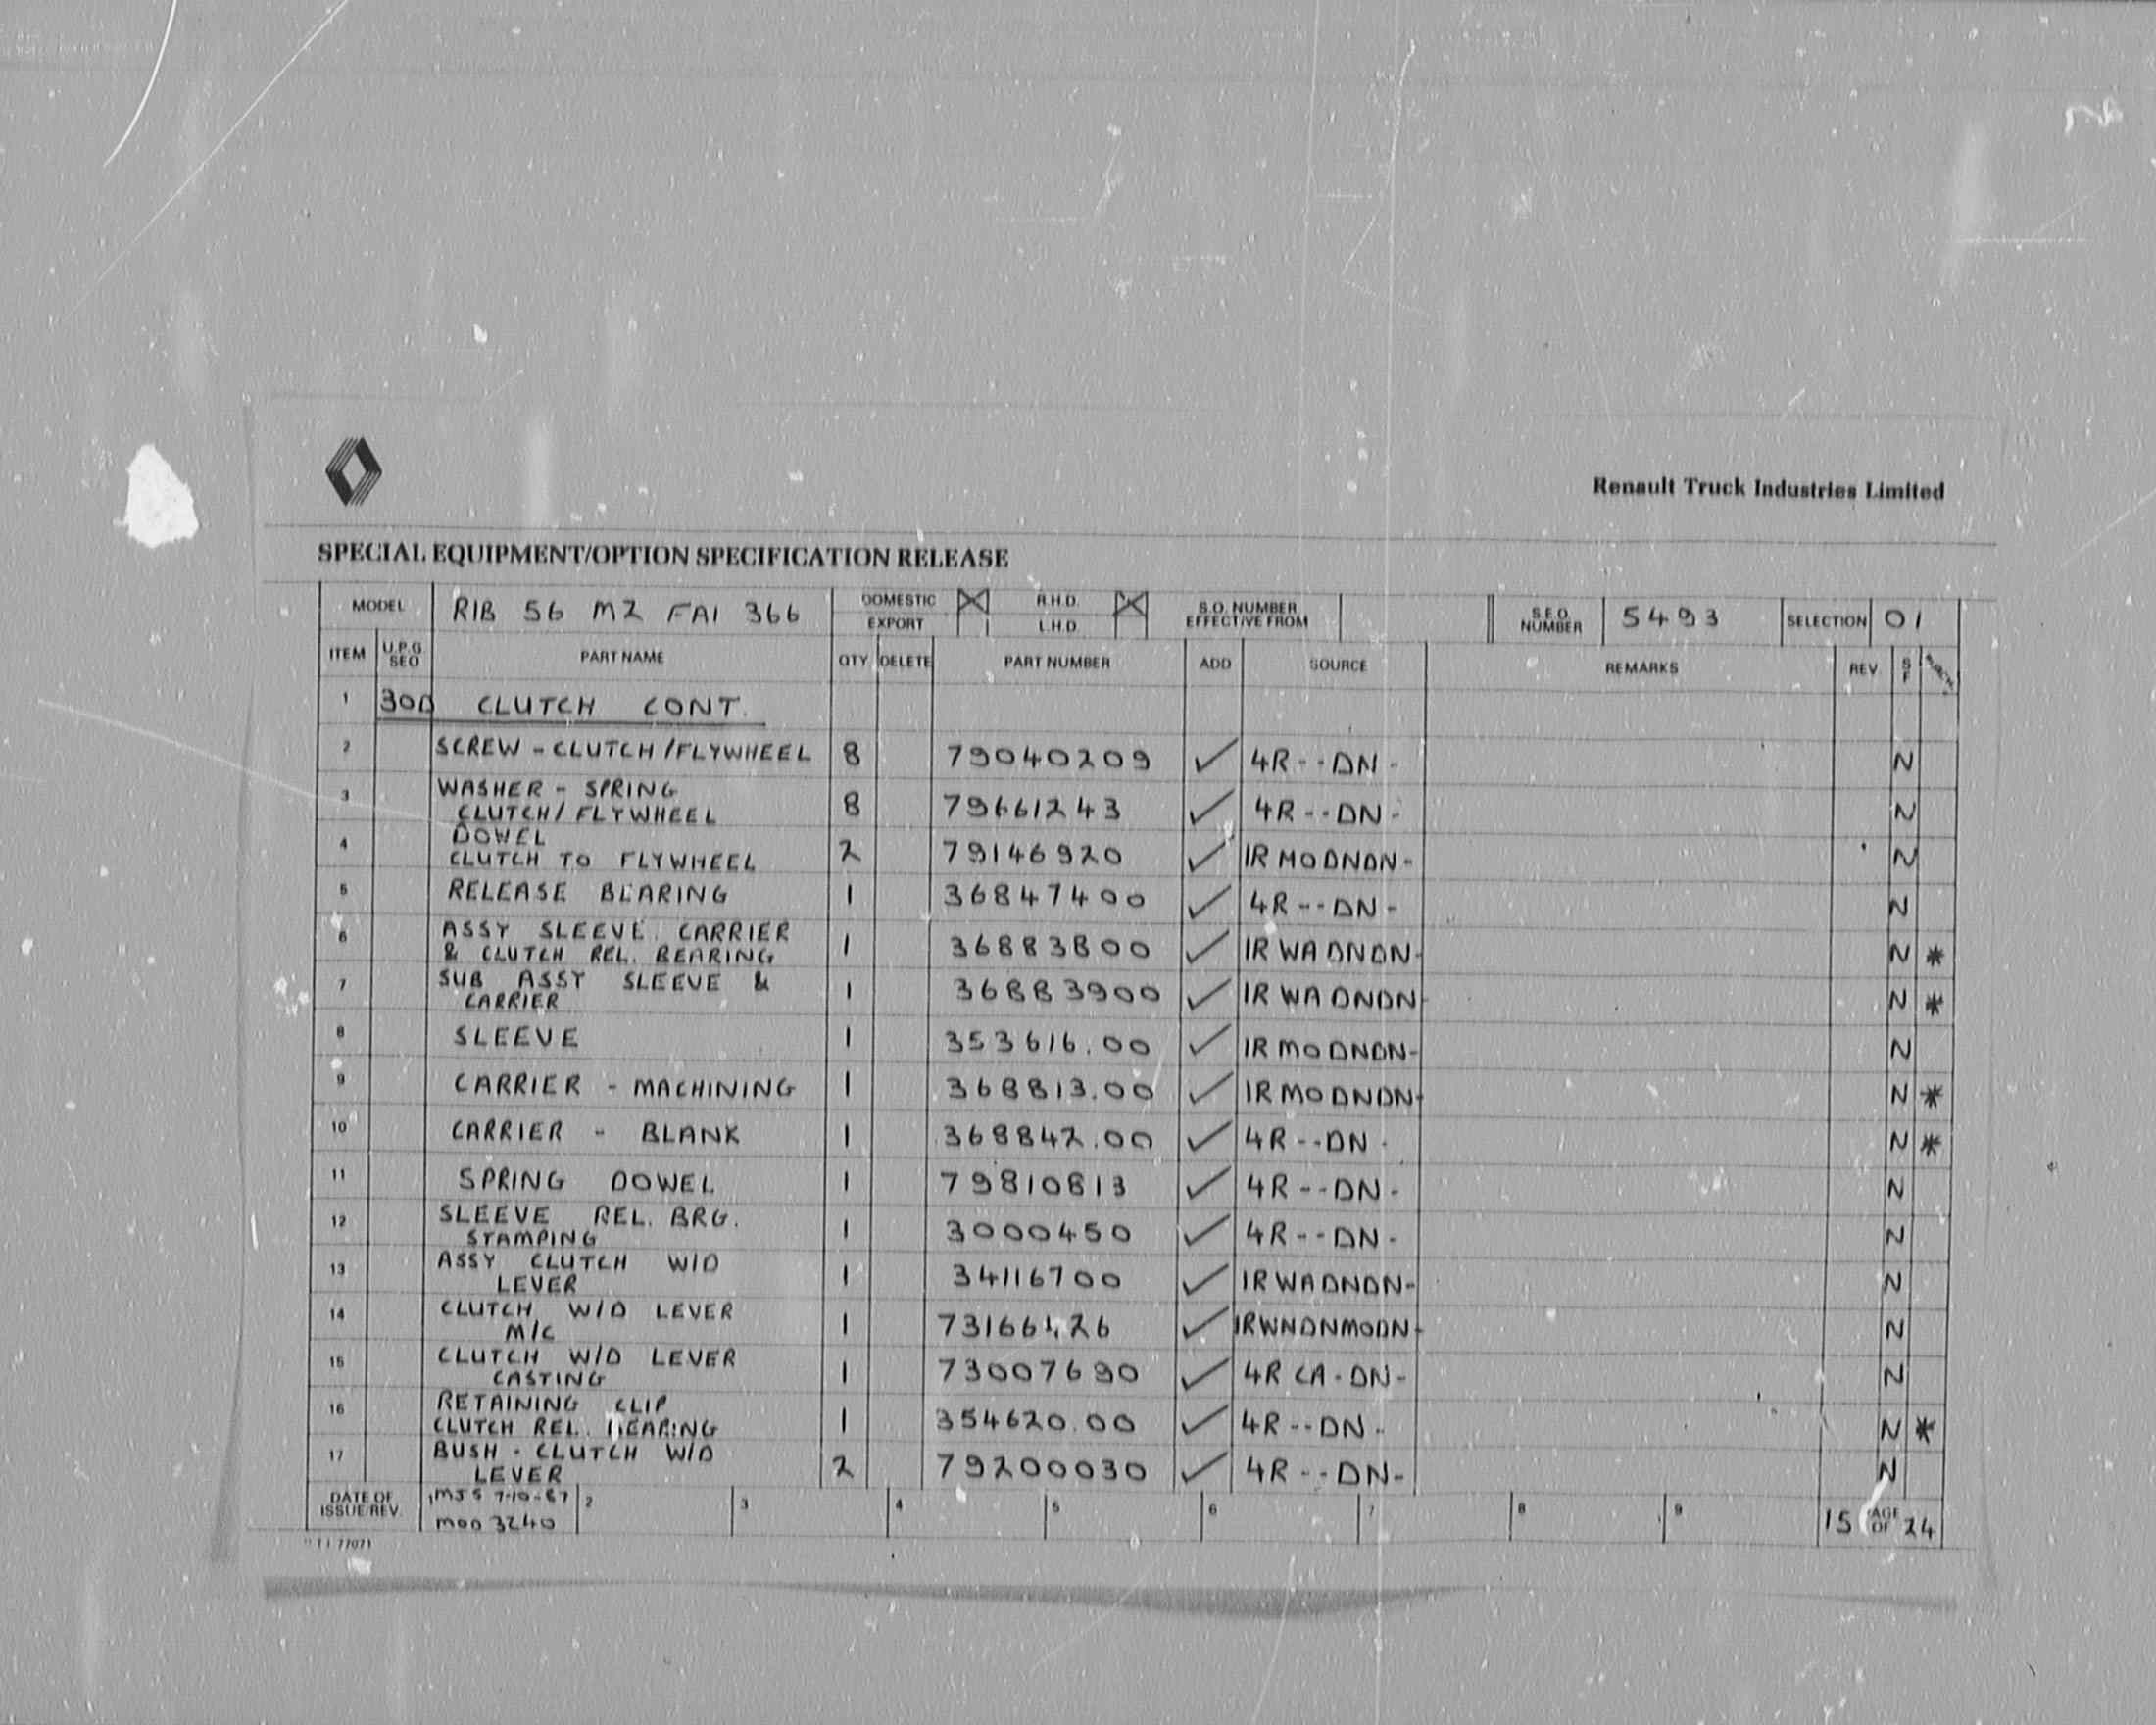 Renault Truck Industries Limited
SPECIAL EQUIPMENT/OPTION SPECIFICATION RELEASE
MODEL RIB 56 M2 FAI 366 DOMESTIC R.H.D. S.O. NUMBER EFFECTIVE FROM S.E.O. NUMBER 5493 SELECTION 01
EXPORT L.H.D.
ITEM U.P.G SEQ PART NAME QTY DELETE PART NUMBER ADD SOURCE REMARKS REV S F
1 300 CLUTCH CONT.
2 SCREW - CLUTCH/FLYWHEEL 8 79040209 ✓ 4R--DN- N
3 WASHER - SPRING
CLUTCH/FLYWHEEL 8 79661243 ✓ 4R--DN- N
4 DOWEL
CLUTCH TO FLYWHEEL 2 79146920 ✓ IRMODNDN- N
5 RELEASE BEARING 1 36847400 ✓ 4R--DN- N
6 ASSY SLEEVE CARRIER
& CLUTCH REL. BEARING 1 36883800 ✓ IRWADNDN- N *
7 SUB ASSY SLEEVE &
CARRIER 1 36883900 ✓ IRWADNDN- N *
8 SLEEVE 1 353616.00 ✓ IRMODNDN- N
9 CARRIER - MACHINING 1 368813.00 ✓ IRMODNDN- N *
10 CARRIER - BLANK 1 368842.00 ✓ 4R--DN- N *
11 SPRING DOWEL 1 79810813 ✓ 4R--DN- N
12 SLEEVE REL. BRG.
STAMPING 1 3000450 ✓ 4R--DN- N
13 ASSY CLUTCH W/D
LEVER 1 34116700 ✓ IRWADNDN- N
14 CLUTCH W/D LEVER
M/C 1 73166126 ✓ IRWNDNMODN- N
15 CLUTCH W/D LEVER
CASTING 1 73007690 ✓ 4RCA-DN- N
16 RETAINING CLIP
CLUTCH REL. BEARING 1 354620.00 ✓ 4R--DN- N *
17 BUSH - CLUTCH W/D
LEVER 2 79200030 ✓ 4R--DN- N
DATE OF ISSUE/REV. 1 MJS 7-10-87 2 3 4 5 6 7 8 9 15 PAGE OF 24
MOD 3240
77071